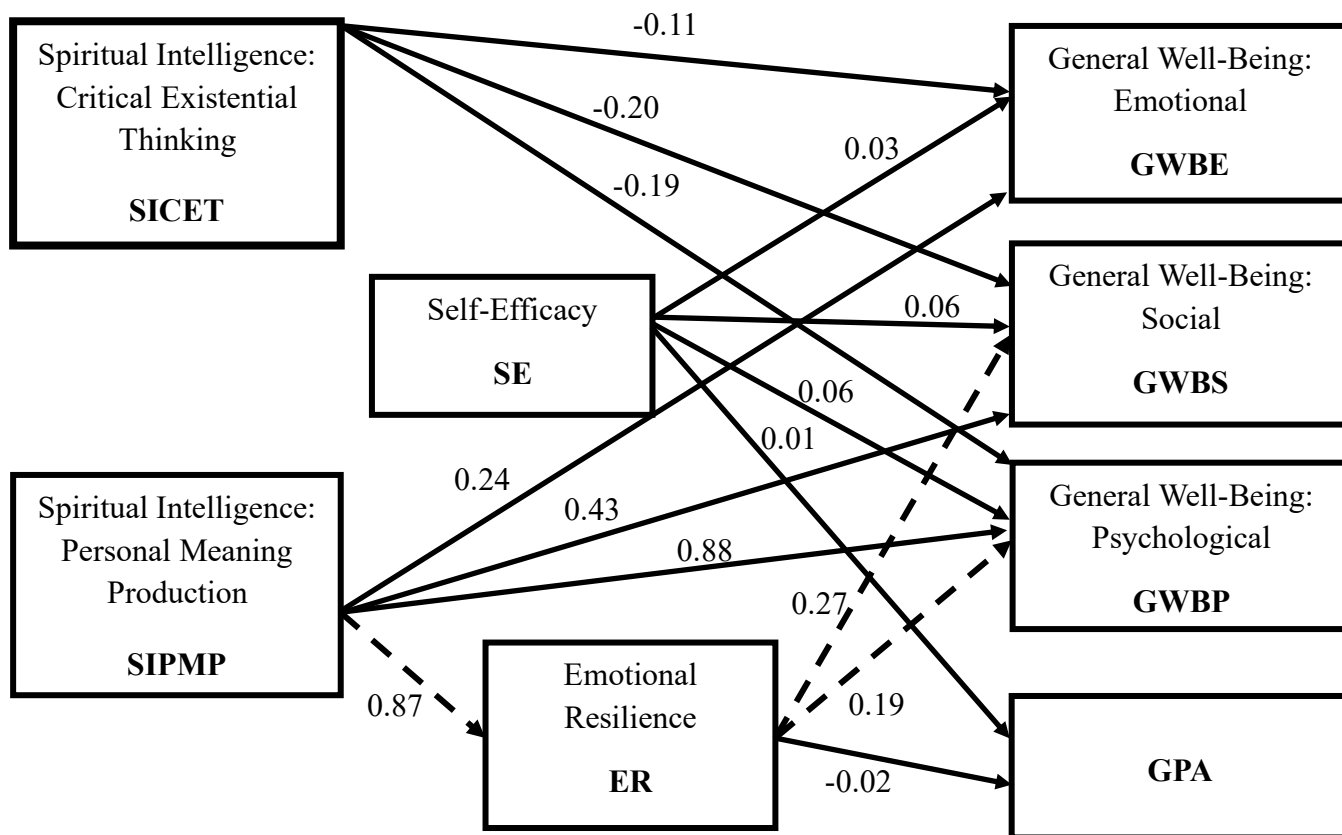 Spiritual Intelligence:
Critical Existential
Thinking
SICET
-0.11
-0.20
-0.19
0.03
General Well-Being:
Emotional
GWBE
Self-Efficacy
SE
0.06
0.06
0.01
General Well-Being:
Social
GWBS
Spiritual Intelligence:
Personal Meaning
Production
SIPMP
0.24
0.43
0.88
0.87
General Well-Being:
Psychological
GWBP
Emotional
Resilience
ER
0.27
0.19
-0.02
GPA